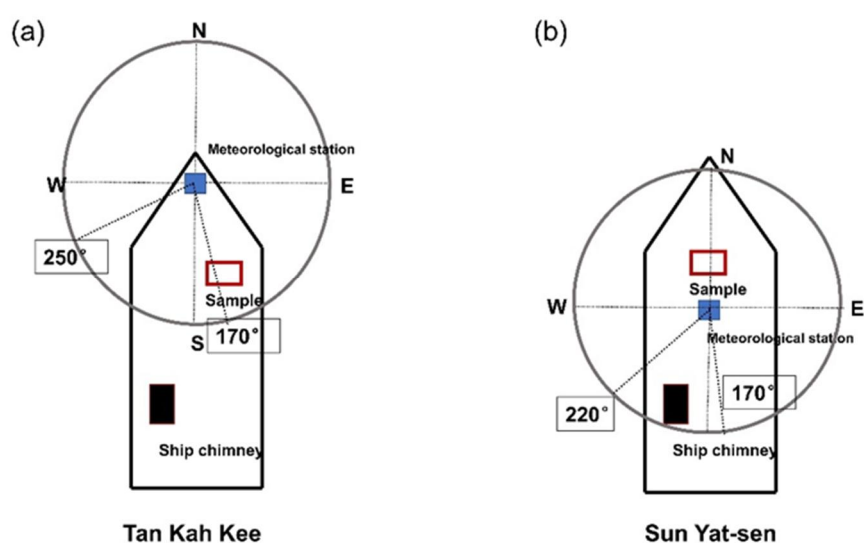 (a)
N
Meteorological station
W
E
250°
Sample
S
170°
Ship chimney
Tan Kah Kee
(b)
N
Sample
W
E
Meteorological station
170°
220°
Ship chimney
Sun Yat-sen